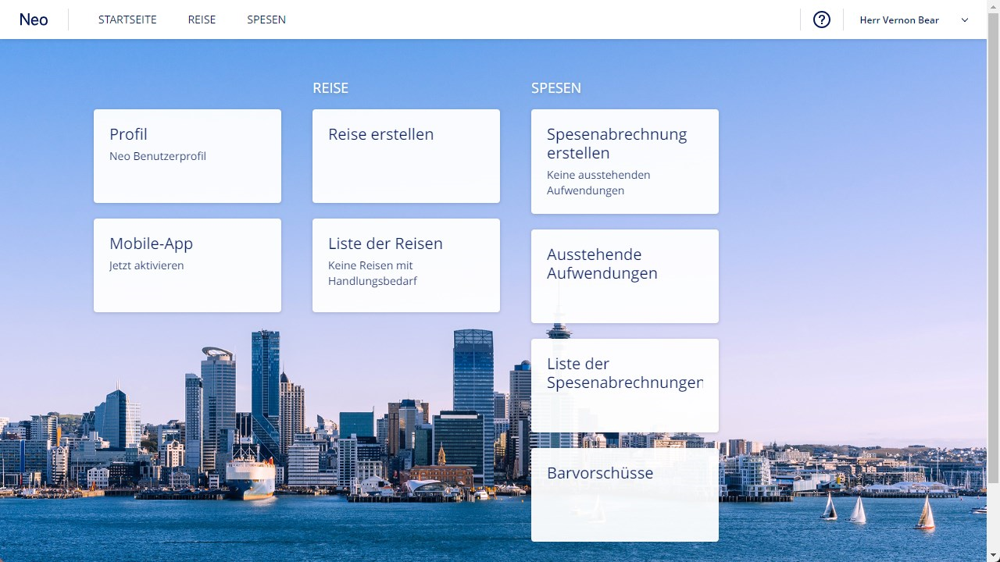 Neo
STARTSEITE
REISE
SPESEN
Herr Vernon Bear
Profil
Neo Benutzerprofil
Mobile-App
Jetzt aktivieren
REISE
Reise erstellen
Liste der Reisen
Keine Reisen mit
Handlungsbedarf
SPESEN
Spesenabrechnung
erstellen
Keine ausstehenden
Aufwendungen
Ausstehende
Aufwendungen
Liste der
Spesenabrechnungen
Barvorschüsse